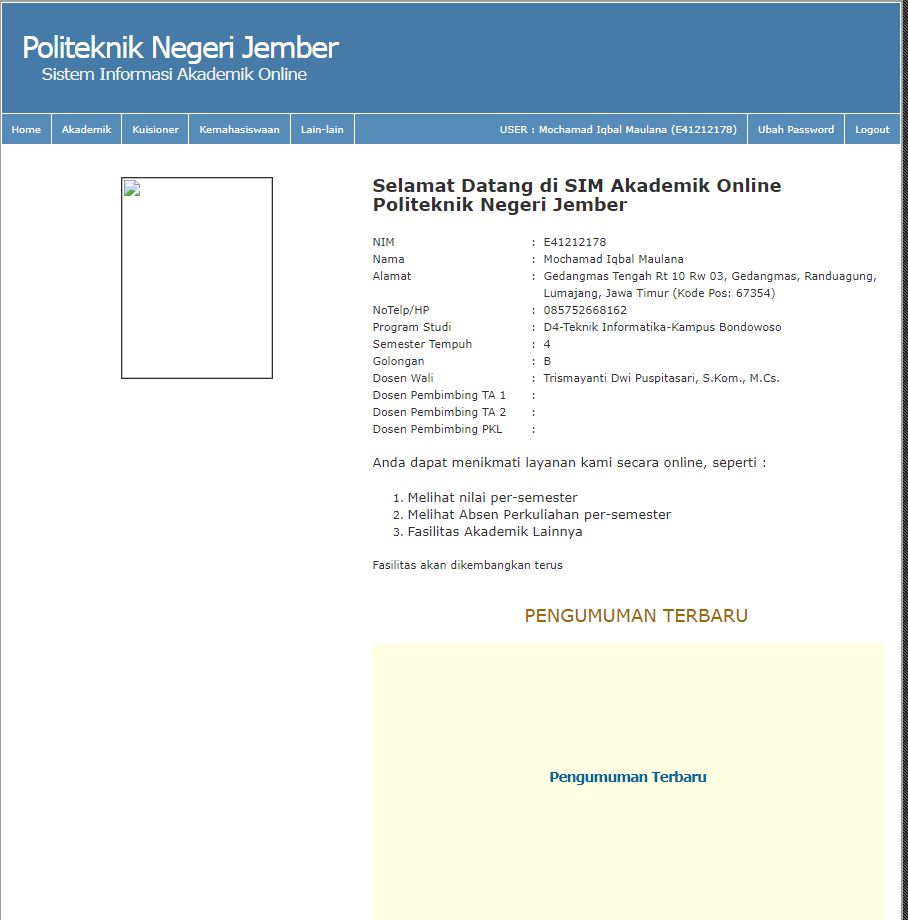 Politeknik Negeri Jember
Sistem Informasi Akademik Online
Home Akademik Kuisioner Kemahasiswaan Lain-lain USER : Mochamad Iqbal Maulana (E41212178) Ubah Password Logout
Selamat Datang di SIM Akademik Online
Politeknik Negeri Jember
NIM : E41212178
Nama : Mochamad Iqbal Maulana
Alamat : Gedangmas Tengah Rt 10 Rw 03, Gedangmas, Randuagung,
Lumajang, Jawa Timur (Kode Pos: 67354)
NoTelp/HP : 085752668162
Program Studi : D4-Teknik Informatika-Kampus Bondowoso
Semester Tempuh : 4
Golongan : B
Dosen Wali : Trismayanti Dwi Puspitasari, S.Kom., M.Cs.
Dosen Pembimbing TA 1 :
Dosen Pembimbing TA 2 :
Dosen Pembimbing PKL :
Anda dapat menikmati layanan kami secara online, seperti :
1. Melihat nilai per-semester
2. Melihat Absen Perkuliahan per-semester
3. Fasilitas Akademik Lainnya
Fasilitas akan dikembangkan terus
PENGUMUMAN TERBARU
Pengumuman Terbaru